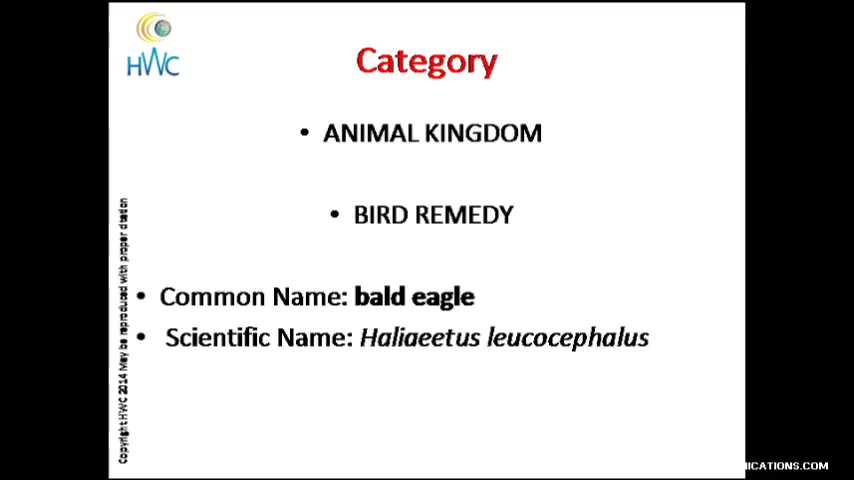 HWC
Category
• ANIMAL KINGDOM
• BIRD REMEDY
• Common Name: bald eagle
• Scientific Name: Haliaeetus leucocephalus
Copyright HWC 2014 May be reproduced with proper citation
ICATIONS.COM